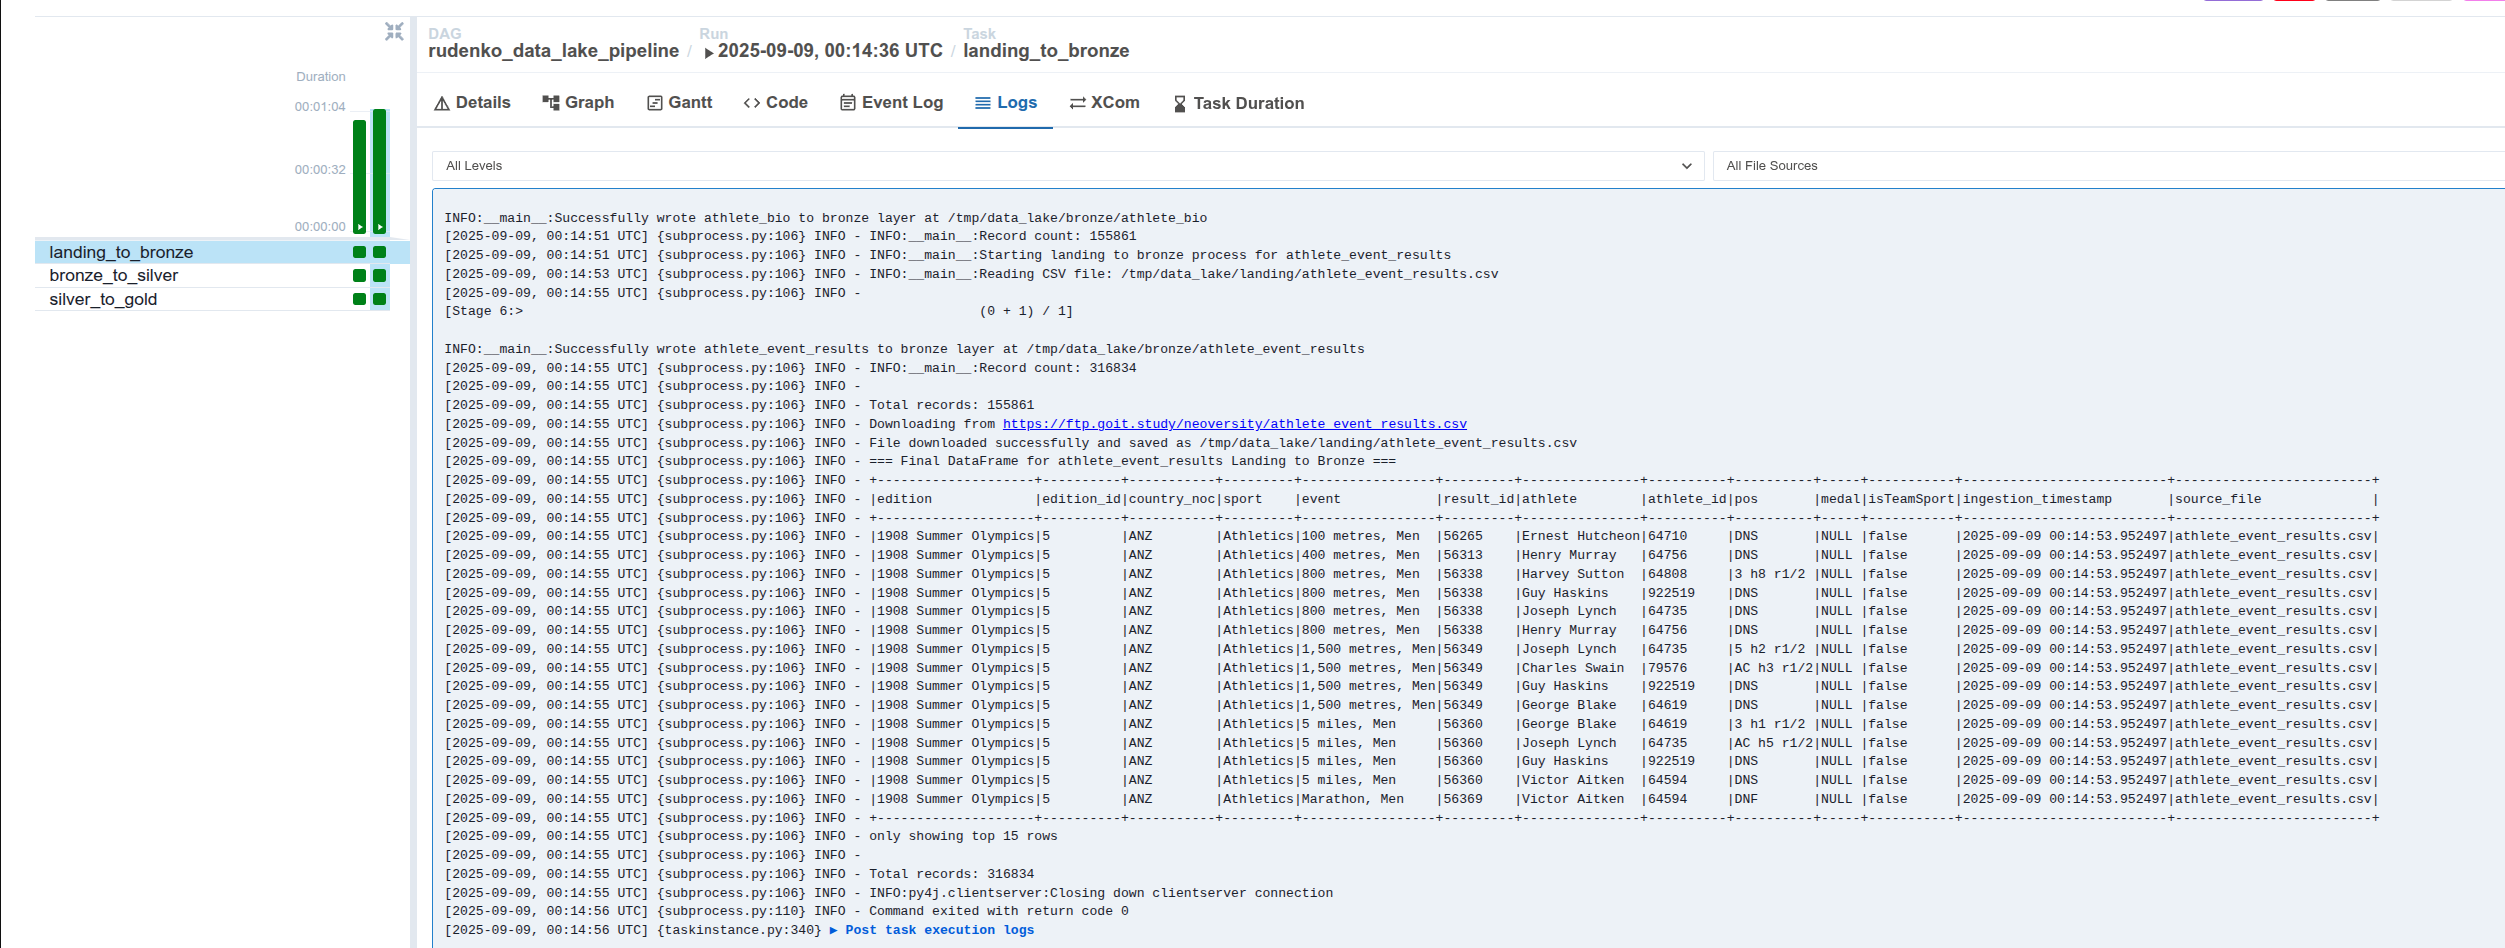 DAG
rudenko_data_lake_pipeline
/
Run
2025-09-09, 00:14:36 UTC
/
Task
landing_to_bronze
Duration
00:01:04
00:00:32
00:00:00
landing_to_bronze
bronze_to_silver
silver_to_gold
Details
Graph
Gantt
Code
Event Log
Logs
XCom
Task Duration
All Levels
All File Sources
INFO:__main__:Successfully wrote athlete_bio to bronze layer at /tmp/data_lake/bronze/athlete_bio
[2025-09-09, 00:14:51 UTC] {subprocess.py:106} INFO - INFO:__main__:Record count: 155861
[2025-09-09, 00:14:51 UTC] {subprocess.py:106} INFO - INFO:__main__:Starting landing to bronze process for athlete_event_results
[2025-09-09, 00:14:53 UTC] {subprocess.py:106} INFO - INFO:__main__:Reading CSV file: /tmp/data_lake/landing/athlete_event_results.csv
[2025-09-09, 00:14:55 UTC] {subprocess.py:106} INFO -
[Stage 6:>                                                          (0 + 1) / 1]
INFO:__main__:Successfully wrote athlete_event_results to bronze layer at /tmp/data_lake/bronze/athlete_event_results
[2025-09-09, 00:14:55 UTC] {subprocess.py:106} INFO - INFO:__main__:Record count: 316834
[2025-09-09, 00:14:55 UTC] {subprocess.py:106} INFO -
[2025-09-09, 00:14:55 UTC] {subprocess.py:106} INFO - Total records: 155861
[2025-09-09, 00:14:55 UTC] {subprocess.py:106} INFO - Downloading from https://ftp.goit.study/neoversity/athlete_event_results.csv
[2025-09-09, 00:14:55 UTC] {subprocess.py:106} INFO - File downloaded successfully and saved as /tmp/data_lake/landing/athlete_event_results.csv
[2025-09-09, 00:14:55 UTC] {subprocess.py:106} INFO - === Final DataFrame for athlete_event_results Landing to Bronze ===
[2025-09-09, 00:14:55 UTC] {subprocess.py:106} INFO - +--------------------+----------+-----------+---------+-----------------+---------+---------------+----------+----------+-----+-----------+--------------------------+-------------------------+
[2025-09-09, 00:14:55 UTC] {subprocess.py:106} INFO - |edition             |edition_id|country_noc|sport    |event            |result_id|athlete        |athlete_id|pos       |medal|isTeamSport|ingestion_timestamp       |source_file              |
[2025-09-09, 00:14:55 UTC] {subprocess.py:106} INFO - +--------------------+----------+-----------+---------+-----------------+---------+---------------+----------+----------+-----+-----------+--------------------------+-------------------------+
[2025-09-09, 00:14:55 UTC] {subprocess.py:106} INFO - |1908 Summer Olympics|5         |ANZ        |Athletics|100 metres, Men  |56265    |Ernest Hutcheon|64710     |DNS       |NULL |false      |2025-09-09 00:14:53.952497|athlete_event_results.csv|
[2025-09-09, 00:14:55 UTC] {subprocess.py:106} INFO - |1908 Summer Olympics|5         |ANZ        |Athletics|400 metres, Men  |56313    |Henry Murray   |64756     |DNS       |NULL |false      |2025-09-09 00:14:53.952497|athlete_event_results.csv|
[2025-09-09, 00:14:55 UTC] {subprocess.py:106} INFO - |1908 Summer Olympics|5         |ANZ        |Athletics|800 metres, Men  |56338    |Harvey Sutton  |64808     |3 h8 r1/2 |NULL |false      |2025-09-09 00:14:53.952497|athlete_event_results.csv|
[2025-09-09, 00:14:55 UTC] {subprocess.py:106} INFO - |1908 Summer Olympics|5         |ANZ        |Athletics|800 metres, Men  |56338    |Guy Haskins    |922519    |DNS       |NULL |false      |2025-09-09 00:14:53.952497|athlete_event_results.csv|
[2025-09-09, 00:14:55 UTC] {subprocess.py:106} INFO - |1908 Summer Olympics|5         |ANZ        |Athletics|800 metres, Men  |56338    |Joseph Lynch   |64735     |DNS       |NULL |false      |2025-09-09 00:14:53.952497|athlete_event_results.csv|
[2025-09-09, 00:14:55 UTC] {subprocess.py:106} INFO - |1908 Summer Olympics|5         |ANZ        |Athletics|800 metres, Men  |56338    |Henry Murray   |64756     |DNS       |NULL |false      |2025-09-09 00:14:53.952497|athlete_event_results.csv|
[2025-09-09, 00:14:55 UTC] {subprocess.py:106} INFO - |1908 Summer Olympics|5         |ANZ        |Athletics|1,500 metres, Men|56349    |Joseph Lynch   |64735     |5 h2 r1/2 |NULL |false      |2025-09-09 00:14:53.952497|athlete_event_results.csv|
[2025-09-09, 00:14:55 UTC] {subprocess.py:106} INFO - |1908 Summer Olympics|5         |ANZ        |Athletics|1,500 metres, Men|56349    |Charles Swain  |79576     |AC h3 r1/2|NULL |false      |2025-09-09 00:14:53.952497|athlete_event_results.csv|
[2025-09-09, 00:14:55 UTC] {subprocess.py:106} INFO - |1908 Summer Olympics|5         |ANZ        |Athletics|1,500 metres, Men|56349    |Guy Haskins    |922519    |DNS       |NULL |false      |2025-09-09 00:14:53.952497|athlete_event_results.csv|
[2025-09-09, 00:14:55 UTC] {subprocess.py:106} INFO - |1908 Summer Olympics|5         |ANZ        |Athletics|1,500 metres, Men|56349    |George Blake   |64619     |DNS       |NULL |false      |2025-09-09 00:14:53.952497|athlete_event_results.csv|
[2025-09-09, 00:14:55 UTC] {subprocess.py:106} INFO - |1908 Summer Olympics|5         |ANZ        |Athletics|5 miles, Men     |56360    |George Blake   |64619     |3 h1 r1/2 |NULL |false      |2025-09-09 00:14:53.952497|athlete_event_results.csv|
[2025-09-09, 00:14:55 UTC] {subprocess.py:106} INFO - |1908 Summer Olympics|5         |ANZ        |Athletics|5 miles, Men     |56360    |Joseph Lynch   |64735     |AC h5 r1/2|NULL |false      |2025-09-09 00:14:53.952497|athlete_event_results.csv|
[2025-09-09, 00:14:55 UTC] {subprocess.py:106} INFO - |1908 Summer Olympics|5         |ANZ        |Athletics|5 miles, Men     |56360    |Guy Haskins    |922519    |DNS       |NULL |false      |2025-09-09 00:14:53.952497|athlete_event_results.csv|
[2025-09-09, 00:14:55 UTC] {subprocess.py:106} INFO - |1908 Summer Olympics|5         |ANZ        |Athletics|5 miles, Men     |56360    |Victor Aitken  |64594     |DNS       |NULL |false      |2025-09-09 00:14:53.952497|athlete_event_results.csv|
[2025-09-09, 00:14:55 UTC] {subprocess.py:106} INFO - |1908 Summer Olympics|5         |ANZ        |Athletics|Marathon, Men    |56369    |Victor Aitken  |64594     |DNF       |NULL |false      |2025-09-09 00:14:53.952497|athlete_event_results.csv|
[2025-09-09, 00:14:55 UTC] {subprocess.py:106} INFO - +--------------------+----------+-----------+---------+-----------------+---------+---------------+----------+----------+-----+-----------+--------------------------+-------------------------+
[2025-09-09, 00:14:55 UTC] {subprocess.py:106} INFO - only showing top 15 rows
[2025-09-09, 00:14:55 UTC] {subprocess.py:106} INFO -
[2025-09-09, 00:14:55 UTC] {subprocess.py:106} INFO - Total records: 316834
[2025-09-09, 00:14:55 UTC] {subprocess.py:106} INFO - INFO:py4j.clientserver:Closing down clientserver connection
[2025-09-09, 00:14:56 UTC] {subprocess.py:110} INFO - Command exited with return code 0
[2025-09-09, 00:14:56 UTC] {taskinstance.py:340} ▶ Post task execution logs